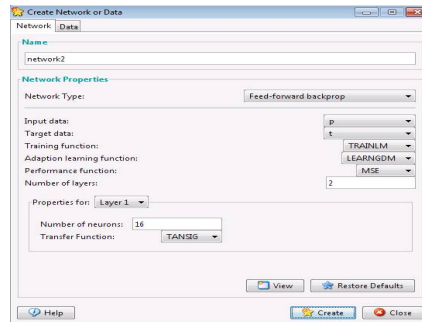 Create Network or Data
Network Data
Name
network2
Network Properties
Network Type: Feed-forward backprop
Input data: p
Target data: t
Training function: TRAINLM
Adaption learning function: LEARNGDM
Performance function: MSE
Number of layers: 2
Properties for: Layer 1
Number of neurons: 16
Transfer Function: TANSIG
View Restore Defaults
Help Create Close